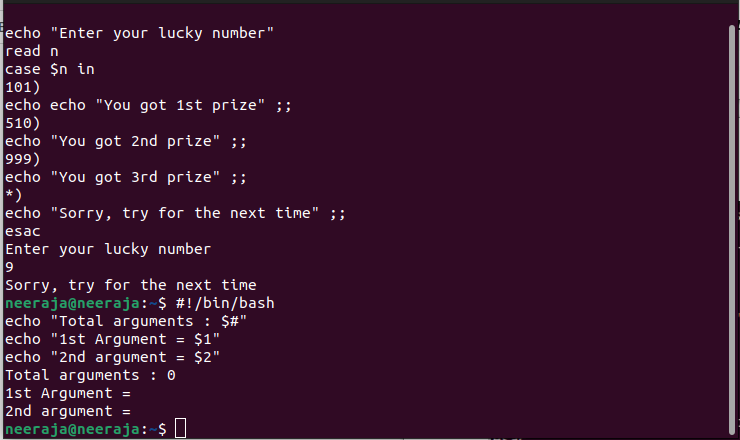 echo "Enter your lucky number"
read n
case $n in
101)
echo echo "You got 1st prize" ;;
510)
echo "You got 2nd prize" ;;
999)
echo "You got 3rd prize" ;;
*)
echo "Sorry, try for the next time" ;;
esac
Enter your lucky number
9
Sorry, try for the next time
neeraja@neeraja:~$ #!/bin/bash
echo "Total arguments : $#"
echo "1st Argument = $1"
echo "2nd argument = $2"
Total arguments : 0
1st Argument =
2nd argument =
neeraja@neeraja:~$